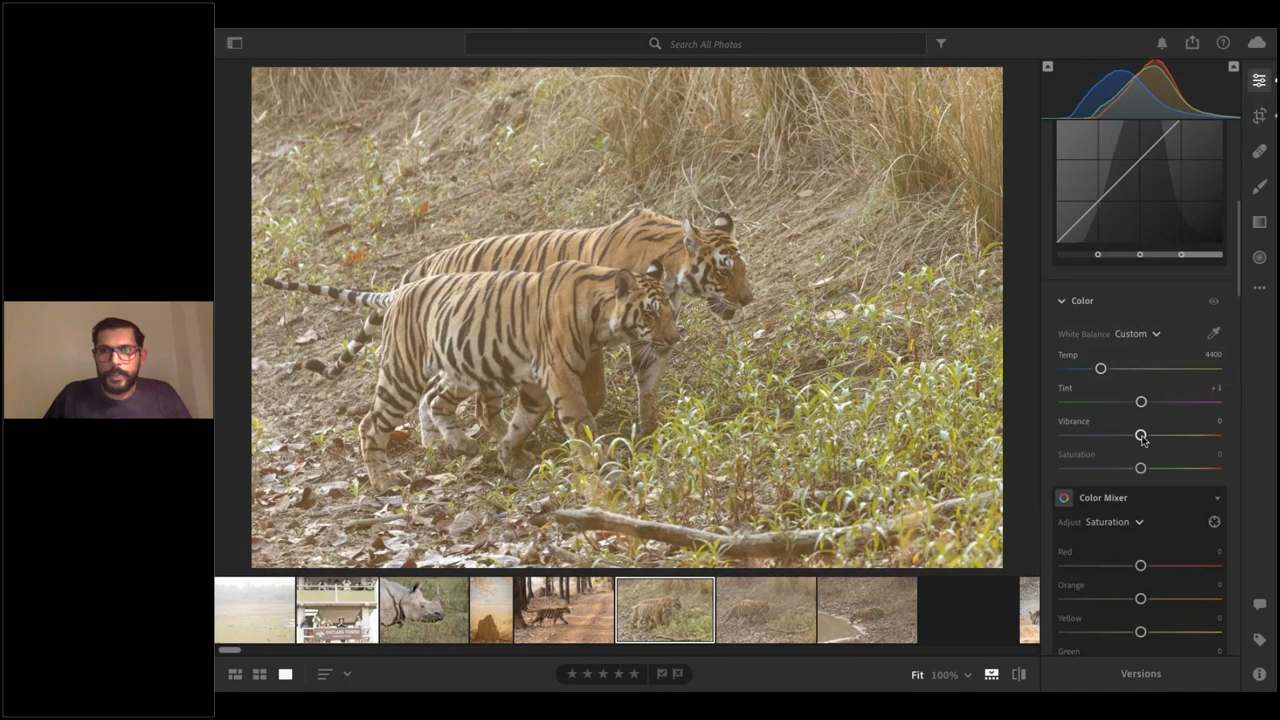 Search All Photos
Color
White Balance Custom
Temp 4400
Tint + 1
Vibrance 0
Saturation 0
Color Mixer
Adjust Saturation
Red 0
Orange 0
Yellow 0
Green 0
Fit 100%
Versions